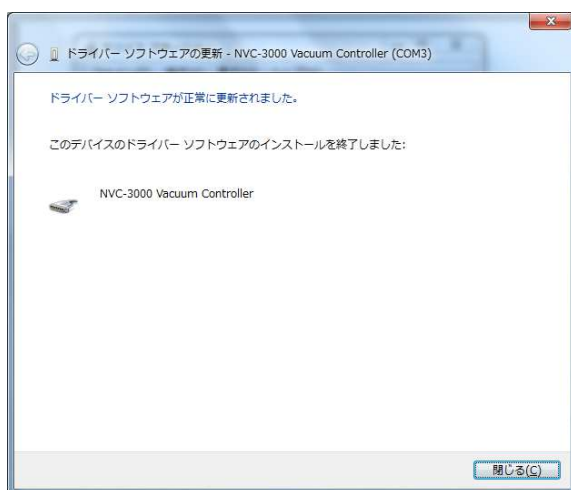 ドライバー ソフトウェアの更新 - NVC-3000 Vacuum Controller (COM3)
ドライバー ソフトウェアが正常に更新されました。
このデバイスのドライバー ソフトウェアのインストールを終了しました:
NVC-3000 Vacuum Controller
閉じる(C)